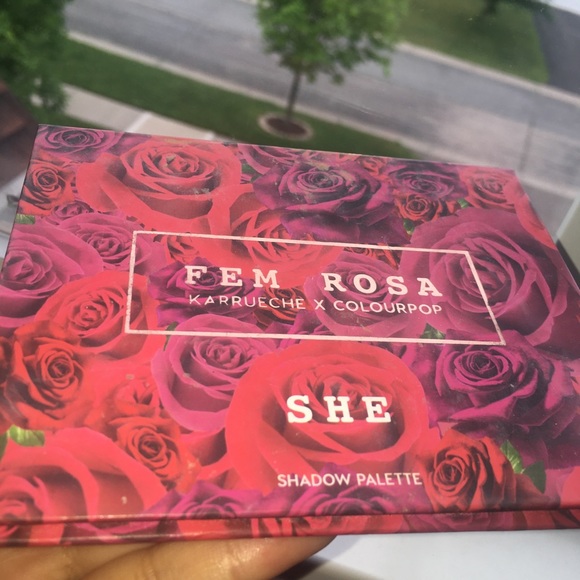 FEM ROSA
KARRUECHE X COLOURPOP
SHE
SHADOW PALETTE